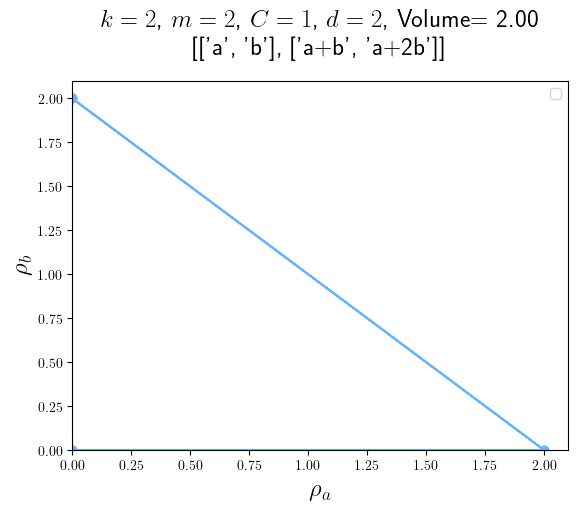 k = 2, m = 2, C = 1, d = 2, Volume= 2.00
[['a', 'b'], ['a+b', 'a+2b']]
2.00
1.75
1.50
1.25
1.00
0.75
0.50
0.25
0.00
ρb
0.00 0.25 0.50 0.75 1.00 1.25 1.50 1.75 2.00
ρa